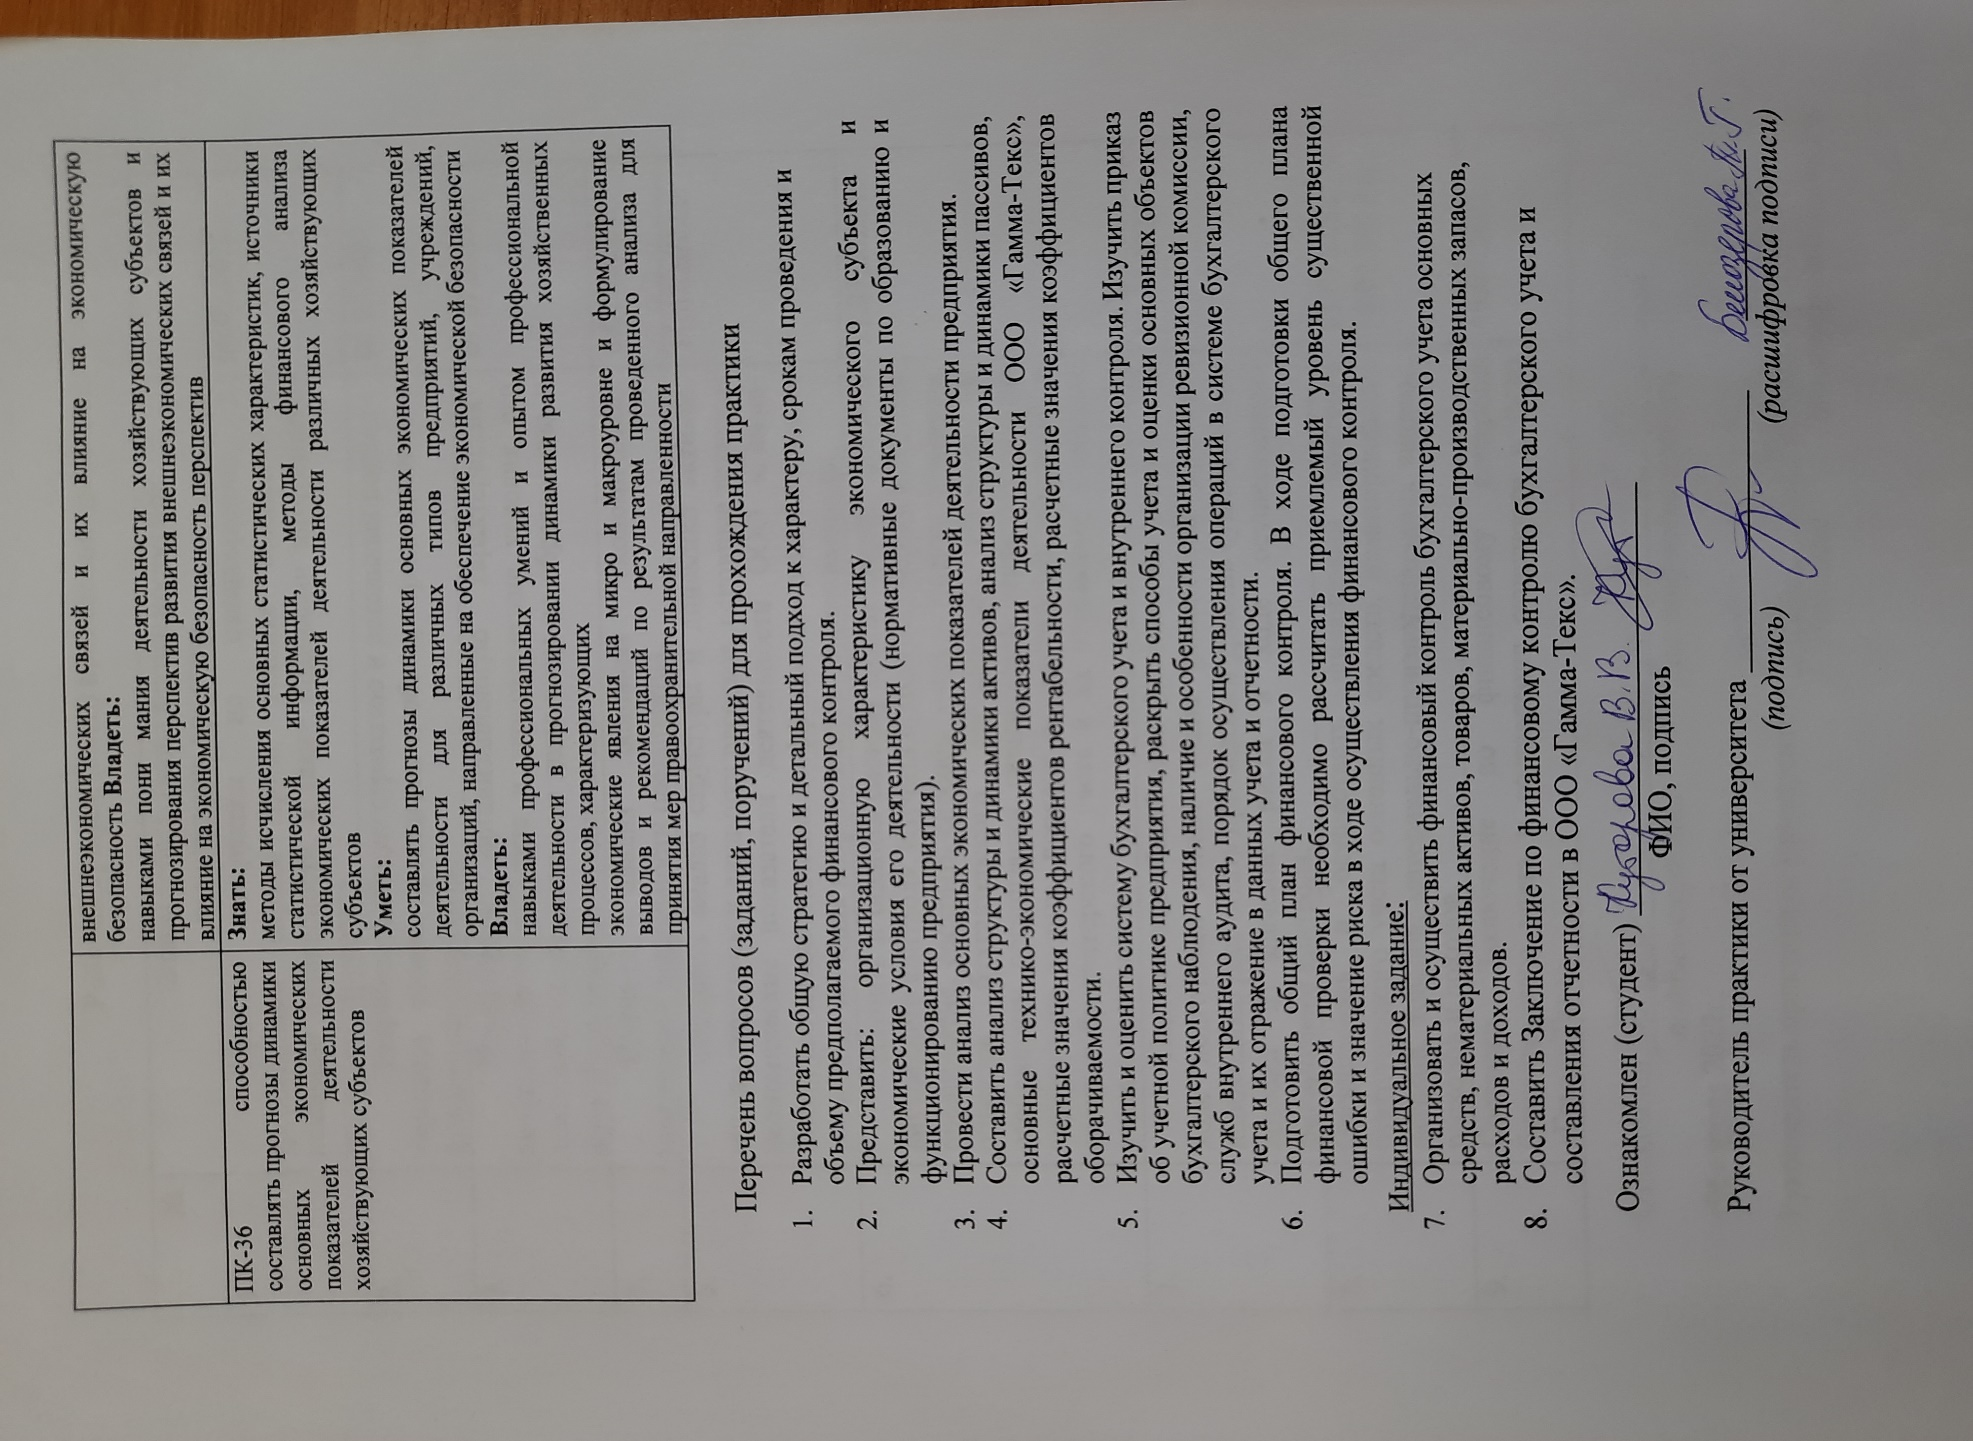 внешнеэкономических связей и их влияние на экономическую
безопасность Владеть:
навыками пони мания деятельности хозяйствующих субъектов и
прогнозирования перспектив развития внешнеэкономических связей и их
влияние на экономическую безопасность перспектив
ПК-36 способностью
составлять прогнозы динамики
основных экономических
показателей деятельности
хозяйствующих субъектов
Знать:
методы исчисления основных статистических характеристик, источники
статистической информации, методы финансового анализа
экономических показателей деятельности различных хозяйствующих
субъектов
Уметь:
составлять прогнозы динамики основных экономических показателей
деятельности для различных типов предприятий, учреждений,
организаций, направленные на обеспечение экономической безопасности
Владеть:
навыками профессиональных умений и опытом профессиональной
деятельности в прогнозировании динамики развития хозяйственных
процессов, характеризующих
экономические явления на микро и макроуровне и формулирование
выводов и рекомендаций по результатам проведенного анализа для
принятия мер правоохранительной направленности
Перечень вопросов (заданий, поручений) для прохождения практики
1. Разработать общую стратегию и детальный подход к характеру, срокам проведения и
объему предполагаемого финансового контроля.
2. Представить: организационную характеристику экономического субъекта и
экономические условия его деятельности (нормативные документы по образованию и
функционированию предприятия).
3. Провести анализ основных экономических показателей деятельности предприятия.
4. Составить анализ структуры и динамики активов, анализ структуры и динамики пассивов,
основные технико-экономические показатели деятельности ООО «Гамма-Текс»,
расчетные значения коэффициентов рентабельности, расчетные значения коэффициентов
оборачиваемости.
5. Изучить и оценить систему бухгалтерского учета и внутреннего контроля. Изучить приказ
об учетной политике предприятия, раскрыть способы учета и оценки основных объектов
бухгалтерского наблюдения, наличие и особенности организации ревизионной комиссии,
служб внутреннего аудита, порядок осуществления операций в системе бухгалтерского
учета и их отражение в данных учета и отчетности.
6. Подготовить общий план финансового контроля. В ходе подготовки общего плана
финансовой проверки необходимо рассчитать приемлемый уровень существенной
ошибки и значение риска в ходе осуществления финансового контроля.
Индивидуальное задание:
7. Организовать и осуществить финансовый контроль бухгалтерского учета основных
средств, нематериальных активов, товаров, материально-производственных запасов,
расходов и доходов.
8. Составить Заключение по финансовому контролю бухгалтерского учета и
составления отчетности в ООО «Гамма-Текс».
Ознакомлен (студент) В.В.
ФИО, подпись
Руководитель практики от университета
(подпись) (расшифровка подписи)